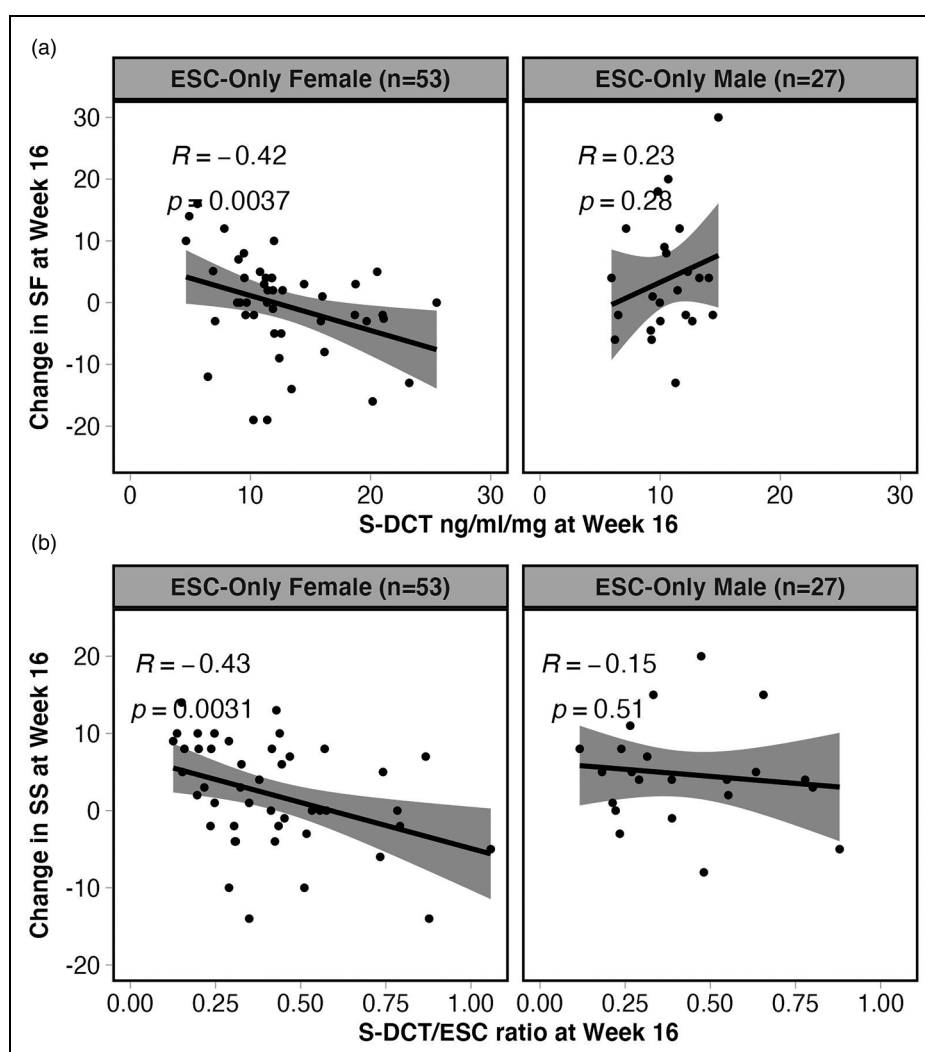 (a)
ESC-Only Female (n=53) ESC-Only Male (n=27)
Change in SF at Week 16
30
20
10
0
-10
-20
R = −0.42
p = 0.0037
R = 0.23
p = 0.28
0 10 20 30 0 10 20 30
S-DCT ng/ml/mg at Week 16
(b)
ESC-Only Female (n=53) ESC-Only Male (n=27)
Change in SS at Week 16
20
10
0
-10
-20
R = −0.43
p = 0.0031
R = −0.15
p = 0.51
0.00 0.25 0.50 0.75 1.00 0.00 0.25 0.50 0.75 1.00
S-DCT/ESC ratio at Week 16